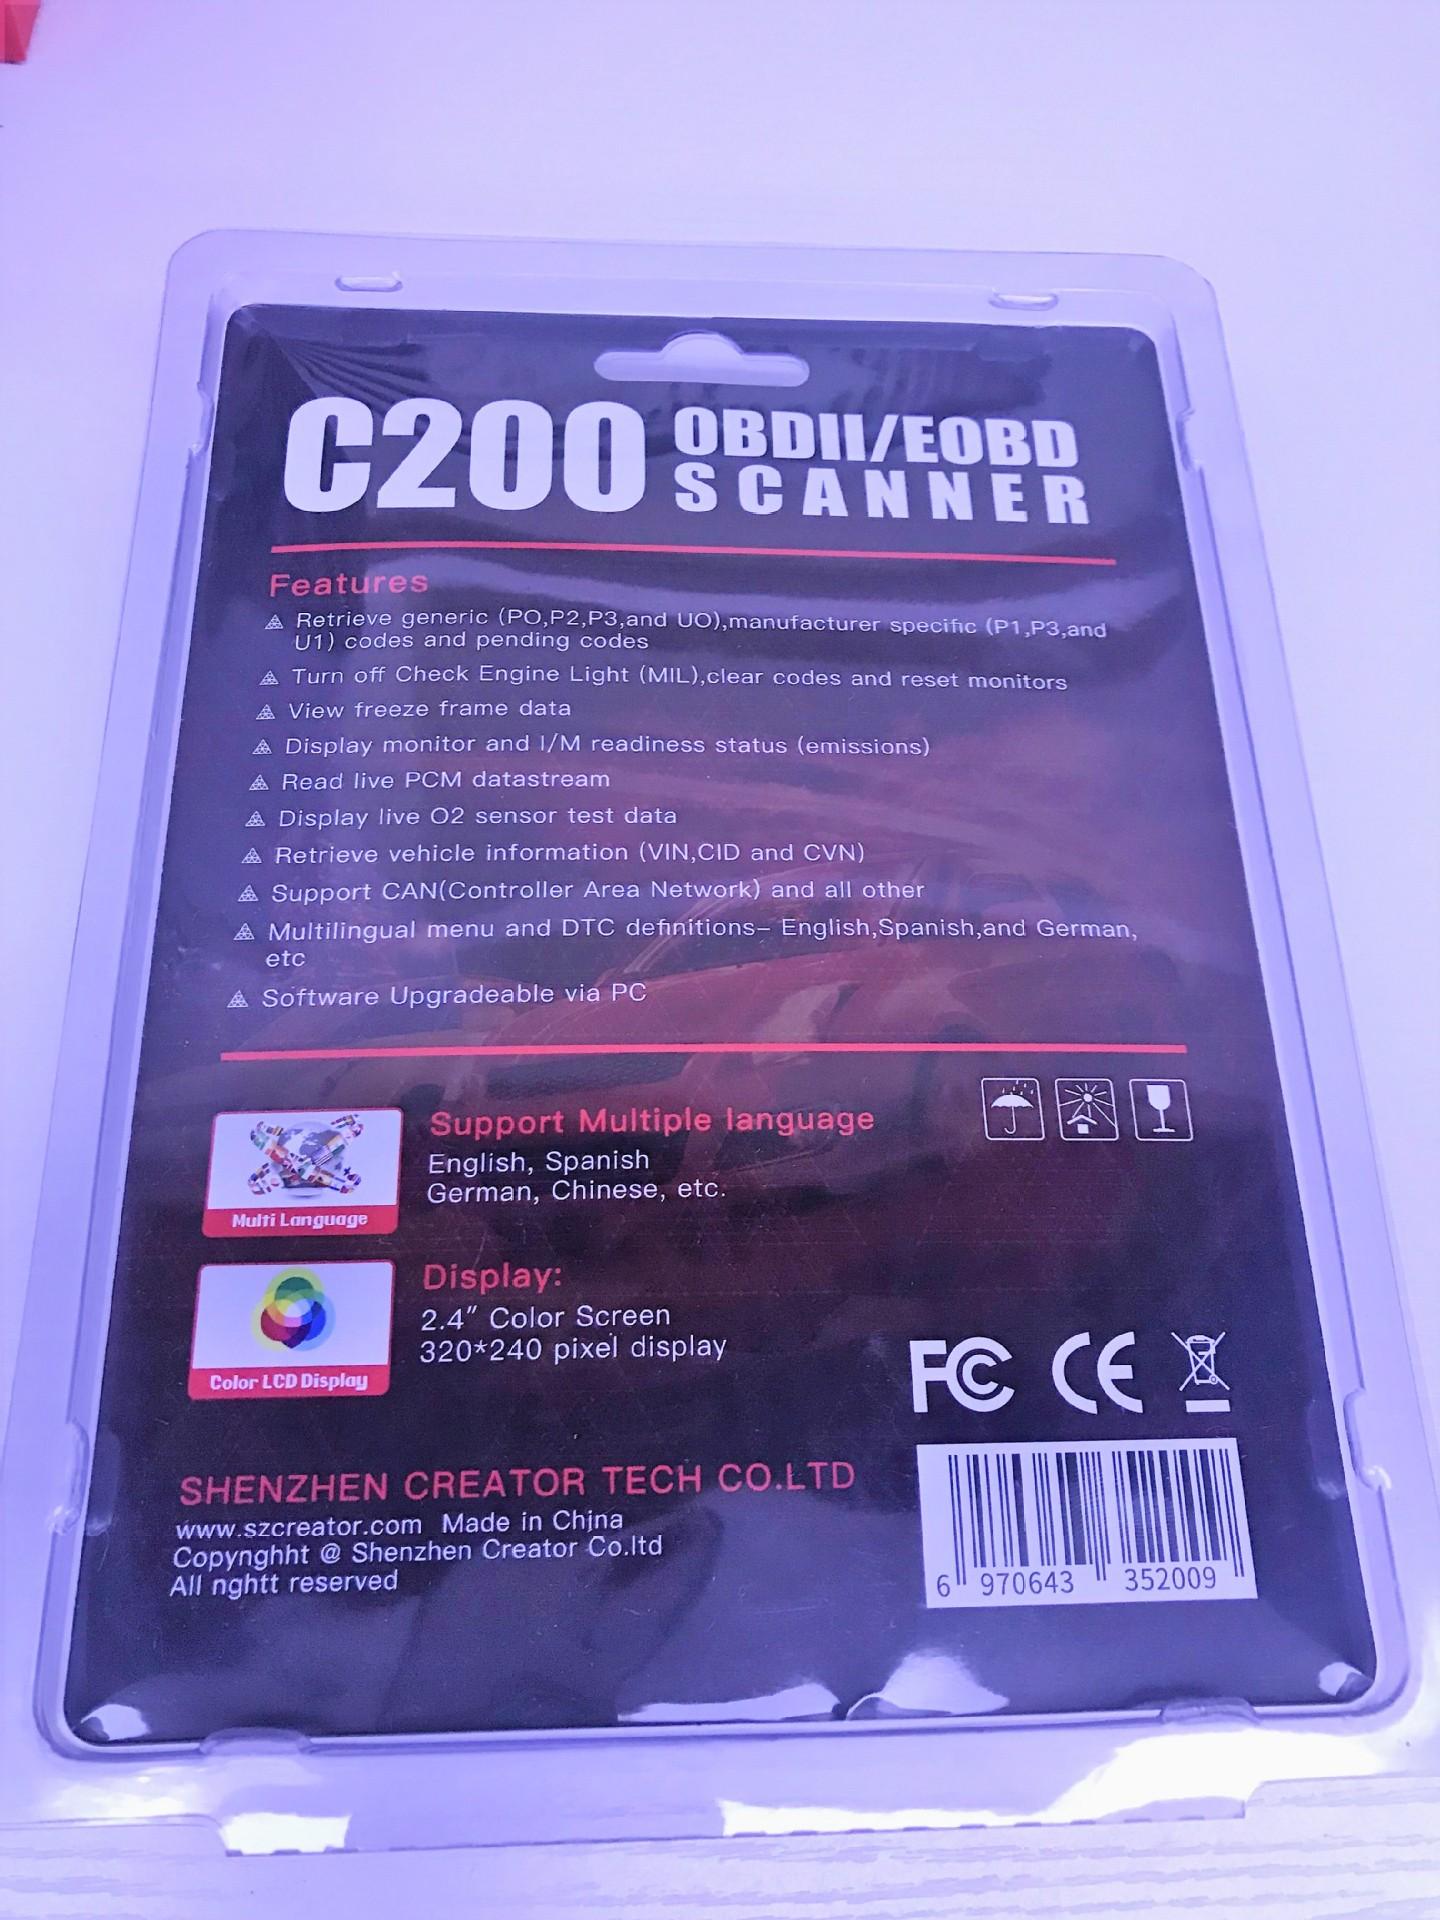 C200 OBDII/EOBD
SCANNER
Features
Retrieve generic (PO,P2,P3,and UO),manufacturer specific (P1,P3,and
U1) codes and pending codes
Turn off Check Engine Light (MIL),clear codes and reset monitors
View freeze frame data
Display monitor and I/M readiness status (emissions)
Read live PCM datastream
Display live O2 sensor test data
Retrieve vehicle information (VIN,CID and CVN)
Support CAN(Controller Area Network) and all other
Multilingual menu and DTC definitions– English,Spanish,and German,
etc
Software Upgradeable via PC
Support Multiple language
English, Spanish
German, Chinese, etc.
Multi Language
Display:
2.4” Color Screen
320*240 pixel display
Color LCD Display
FC CE
SHENZHEN CREATOR TECH CO.LTD
www.szcreator.com Made in China
Copynghht @ Shenzhen Creator Co.ltd
All nghtt reserved
6 970643 352009